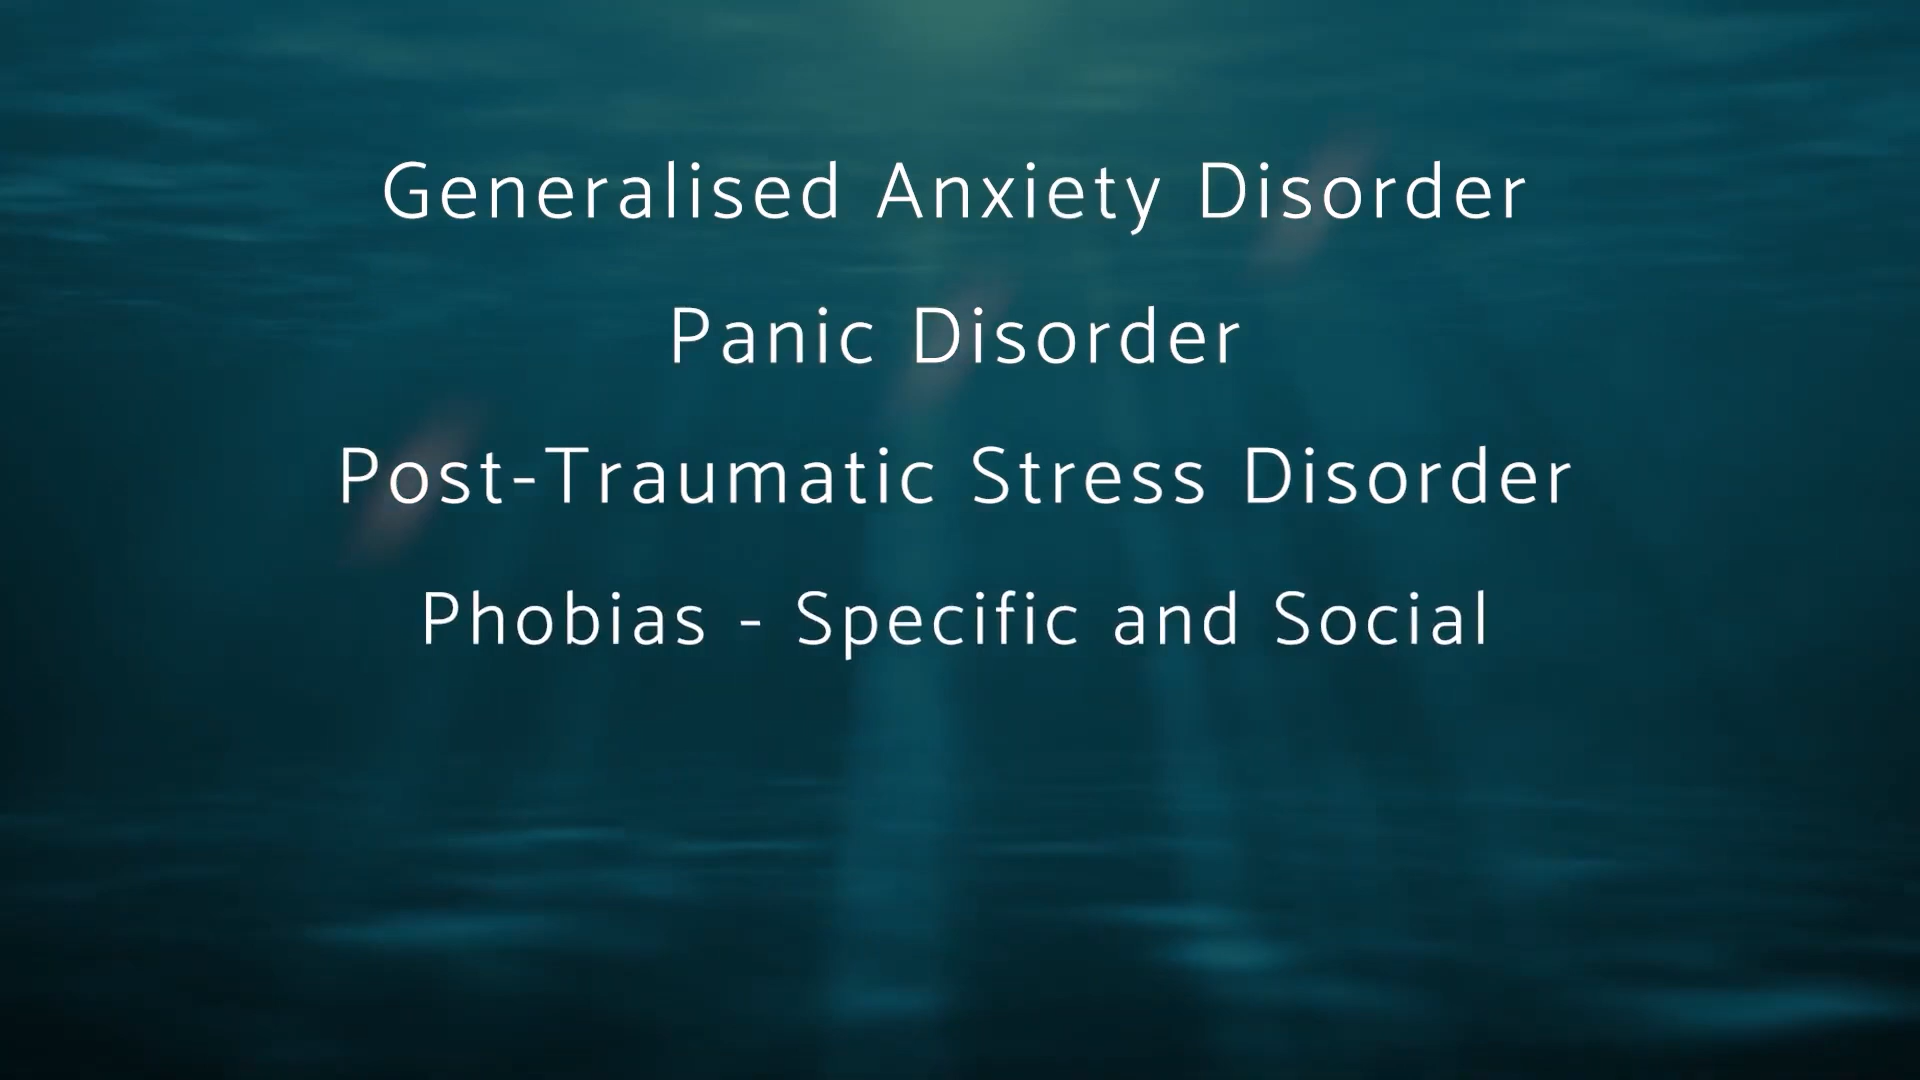 Generalised Anxiety Disorder
Panic Disorder
Post-Traumatic Stress Disorder
Phobias - Specific and Social